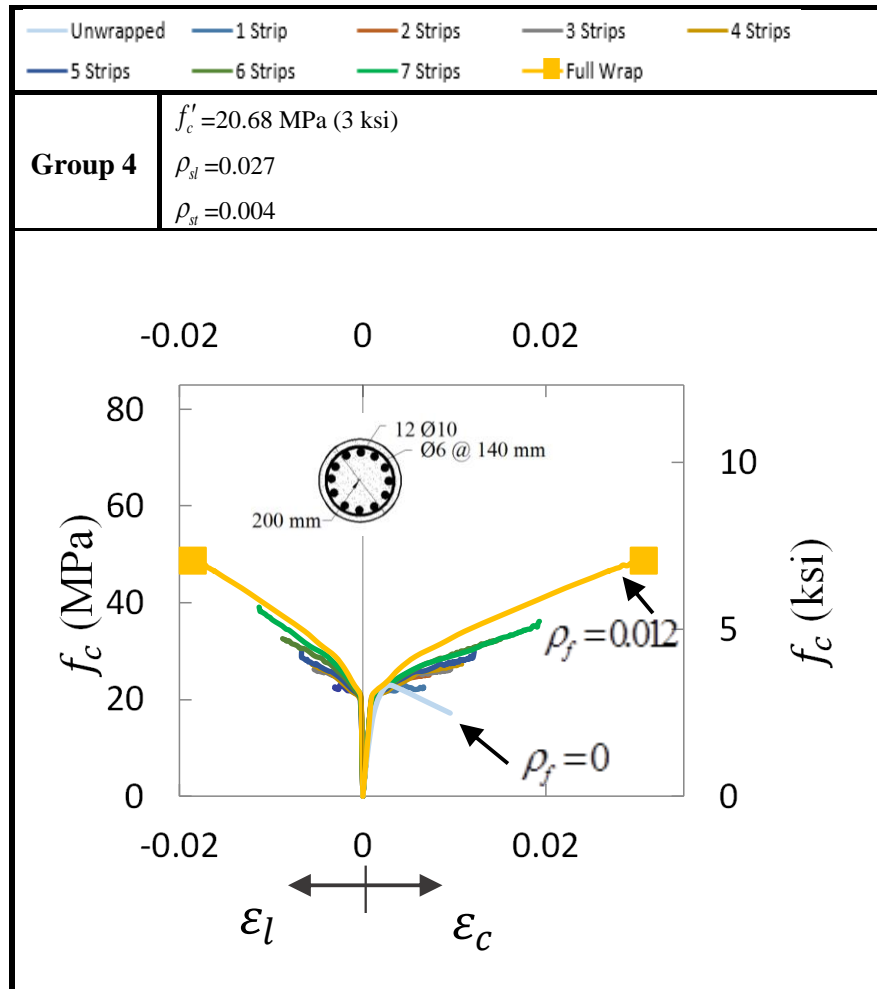 Unwrapped 1 Strip 2 Strips 3 Strips 4 Strips
5 Strips 6 Strips 7 Strips Full Wrap
Group 4
f′c =20.68 MPa (3 ksi)
ρsl =0.027
ρst =0.004
-0.02 0 0.02
80
60
40
20
0
fc (MPa)
12 Ø10
Ø6 @ 140 mm
200 mm
ρf = 0.012
ρf = 0
10
5
0
fc (ksi)
-0.02 0 0.02
εl εc